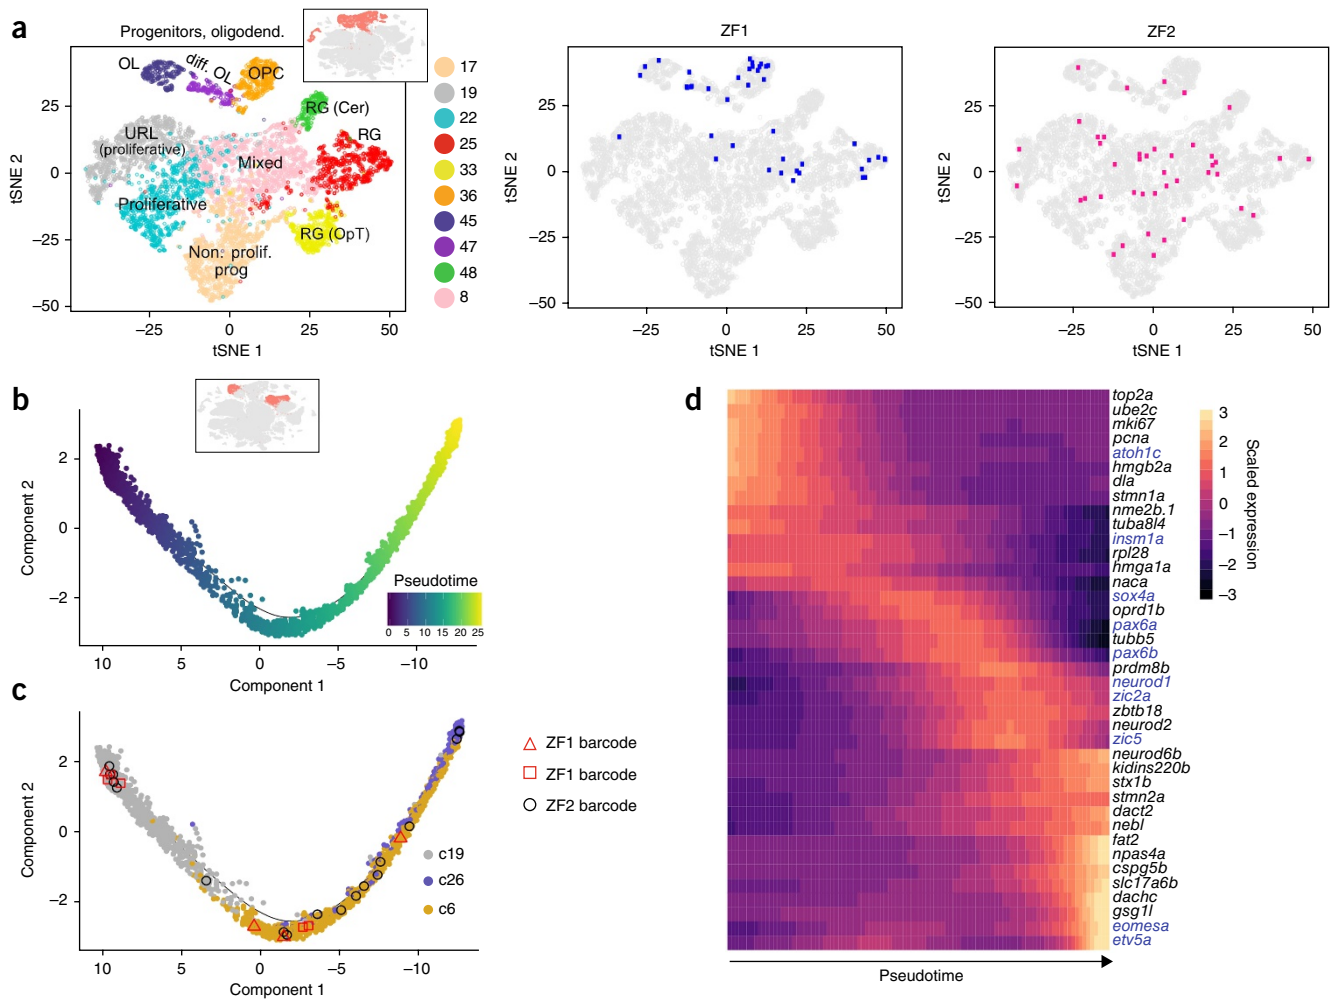 a
Progenitors, oligodend.
OL
diff. OL
OPC
RG (Cer)
URL
(proliferative)
RG
Mixed
Proliferative
RG (OpT)
Non. prolif.
prog
25
0
−25
−50
tSNE 2
−25
0
25
50
tSNE 1
17
19
22
25
33
36
45
47
48
8
ZF1
25
0
−25
−50
tSNE 2
−25
0
25
50
tSNE 1
ZF2
25
0
−25
−50
tSNE 2
−25
0
25
50
tSNE 1
b
2
0
−2
Component 2
10
5
0
−5
−10
Component 1
Pseudotime
0 5 10 15 20 25
c
2
0
−2
Component 2
10
5
0
−5
−10
Component 1
ZF1 barcode
ZF1 barcode
ZF2 barcode
c19
c26
c6
d
top2a
ube2c
mki67
pcna
atoh1c
hmgb2a
dla
stmn1a
nme2b.1
tuba8l4
insm1a
rpl28
hmga1a
naca
sox4a
oprd1b
pax6a
tubb5
pax6b
prdm8b
neurod1
zic2a
zbtb18
neurod2
zic5
neurod6b
kidins220b
stx1b
stmn2a
dact2
nebl
fat2
npas4a
cspg5b
slc17a6b
dachc
gsg1l
eomesa
etv5a
Pseudotime
3
2
1
0
−1
−2
−3
Scaled expression